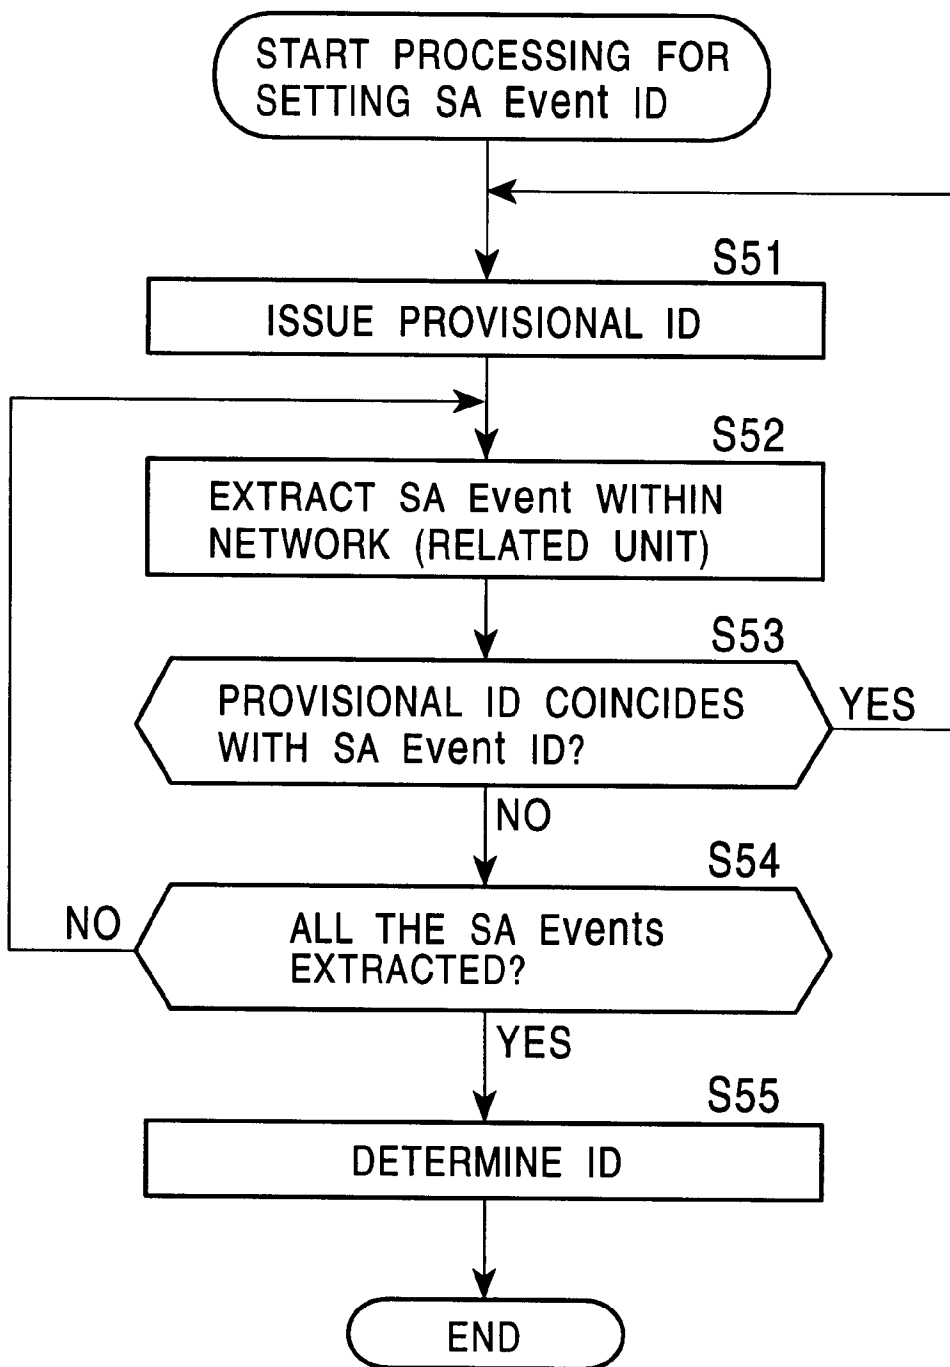 START PROCESSING FOR
SETTING SA Event ID
S51
ISSUE PROVISIONAL ID
S52
EXTRACT SA Event WITHIN
NETWORK (RELATED UNIT)
S53
PROVISIONAL ID COINCIDES
WITH SA Event ID?
YES
NO
S54
ALL THE SA Events
EXTRACTED?
NO
YES
S55
DETERMINE ID
END